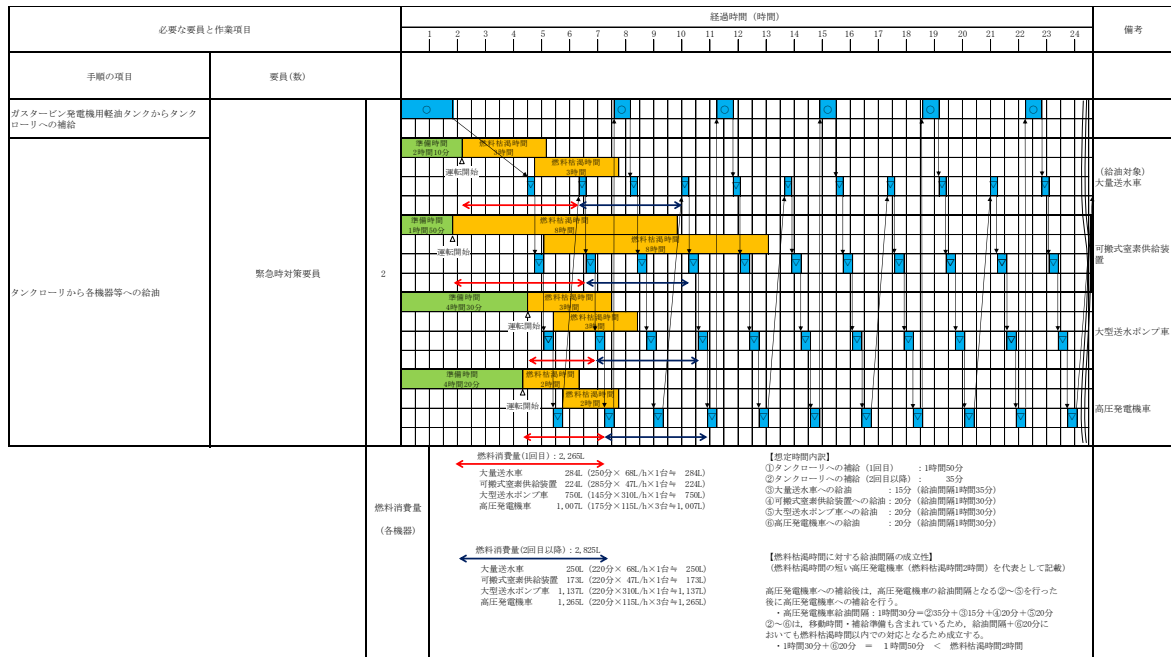 必要な要員と作業項目
経過時間（時間）
備考
1 2 3 4 5 6 7 8 9 10 11 12 13 14 15 16 17 18 19 20 21 22 23 24
手順の項目
要員(数)
ガスタービン発電機用軽油タンクからタンクローリへの補給
タンクローリから各機器等への給油
緊急時対策要員
2
準備時間
2時間10分
燃料枯渇時間
3時間
運転開始
燃料枯渇時間
3時間
（給油対象）
大量送水車
準備時間
1時間50分
燃料枯渇時間
8時間
運転開始
燃料枯渇時間
8時間
可搬式窒素供給装置
準備時間
4時間30分
燃料枯渇時間
3時間
運転開始
燃料枯渇時間
3時間
大型送水ポンプ車
準備時間
4時間20分
燃料枯渇時間
2時間
運転開始
燃料枯渇時間
2時間
高圧発電機車
燃料消費量
(各機器)
燃料消費量(1回目)：2,265L
大量送水車 284L (250分× 68L/h×1台≒ 284L)
可搬式窒素供給装置 224L (285分× 47L/h×1台≒ 224L)
大型送水ポンプ車 750L (145分×310L/h×1台≒ 750L)
高圧発電機車 1,007L (175分×115L/h×3台≒1,007L)
燃料消費量(2回目以降)：2,825L
大量送水車 250L (220分× 68L/h×1台≒ 250L)
可搬式窒素供給装置 173L (220分× 47L/h×1台≒ 173L)
大型送水ポンプ車 1,137L (220分×310L/h×1台≒1,137L)
高圧発電機車 1,265L (220分×115L/h×3台≒1,265L)
【想定時間内訳】
①タンクローリへの補給（1回目） ：1時間50分
②タンクローリへの補給（2回目以降）： 35分
③大量送水車への給油 ：15分（給油間隔1時間35分）
④可搬式窒素供給装置への給油：20分（給油間隔1時間30分）
⑤大型送水ポンプ車への給油 ：20分（給油間隔1時間30分）
⑥高圧発電機車への給油 ：20分（給油間隔1時間30分）
【燃料枯渇時間に対する給油間隔の成立性】
（燃料枯渇時間の短い高圧発電機車（燃料枯渇時間2時間）を代表として記載）
高圧発電機車への補給後は，高圧発電機車の給油間隔となる②～⑤を行った
後に高圧発電機車への補給を行う。
・高圧発電機車給油間隔：1時間30分＝②35分＋③15分＋④20分＋⑤20分
②～⑥は，移動時間・補給準備も含まれているため，給油間隔＋⑥20分に
おいても燃料枯渇時間以内での対応となるため成立する。
・1時間30分＋⑥20分 ＝ 1時間50分 ＜ 燃料枯渇時間2時間